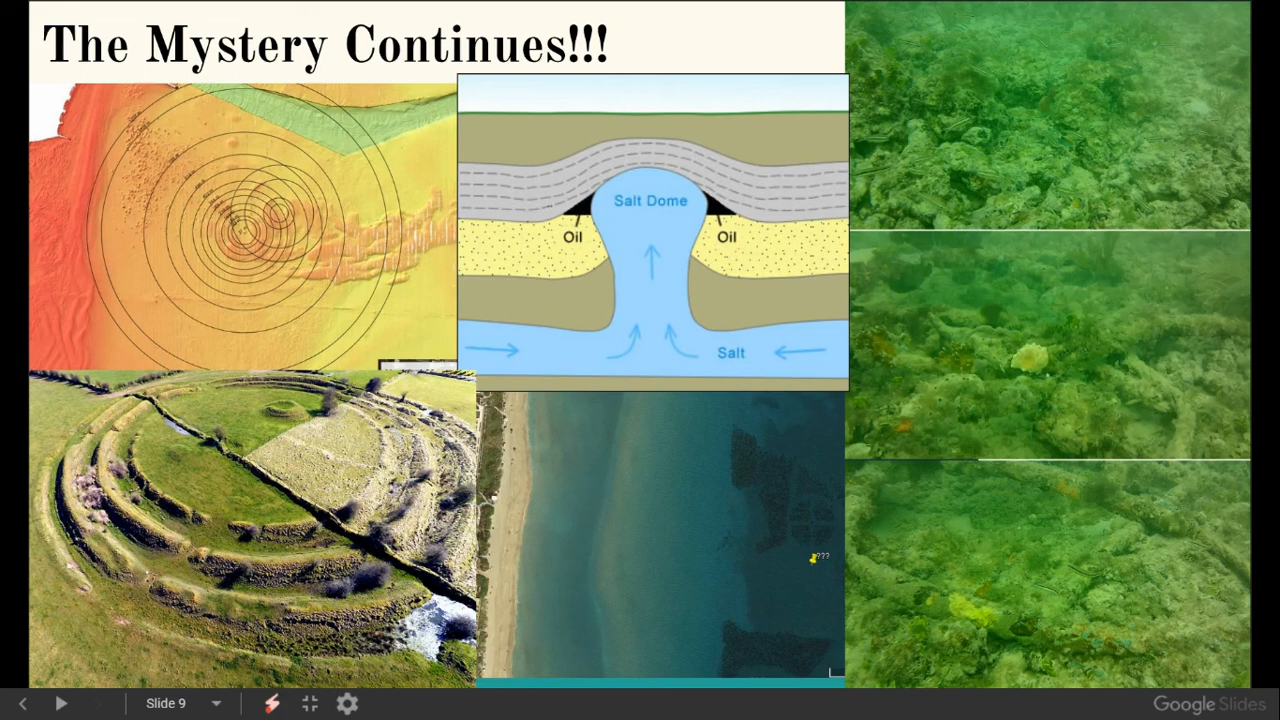 The Mystery Continues!!!
Salt Dome
Oil
Oil
Salt
???
Slide 9
Google Slides